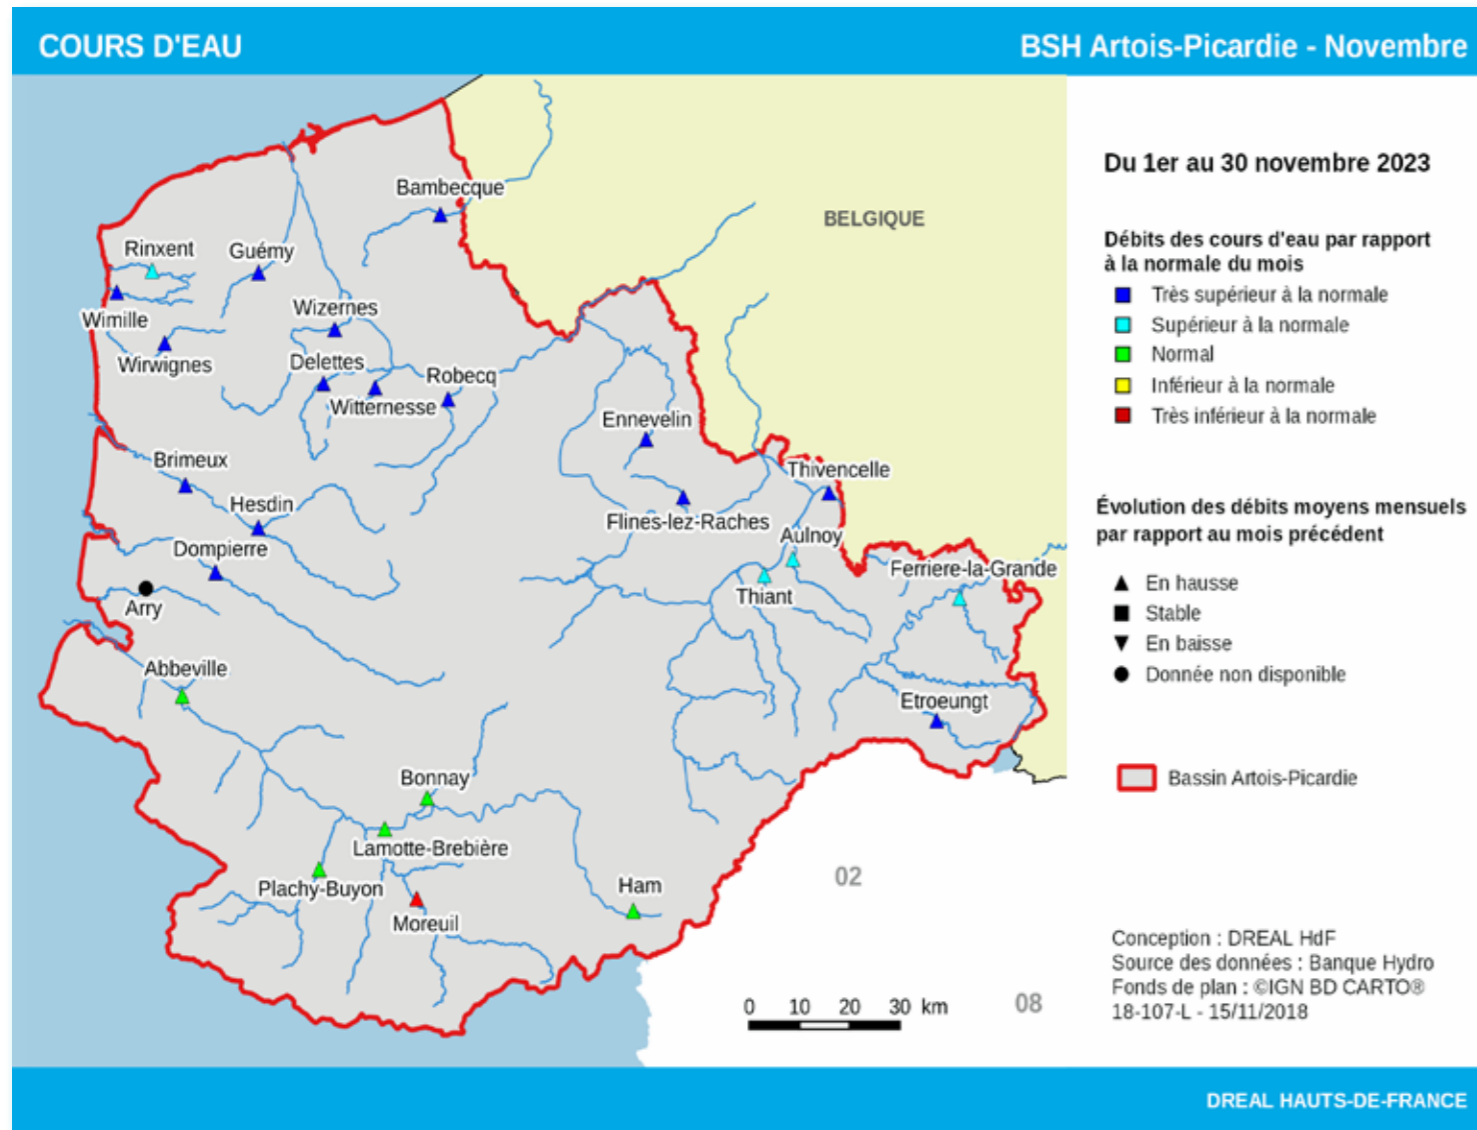 COURS D'EAU
BSH Artois-Picardie - Novembre
Bambecque
Rinxent
Guémy
Wimille
Wizernes
Wirwignes
Delettes
Robecq
Witternesse
Ennevelin
Brimeux
Thivencelle
Hesdin
Flines-lez-Raches
Aulnoy
Dompierre
Ferriere-la-Grande
Arry
Thiant
Abbeville
Etroeungt
Bonnay
Lamotte-Brebière
Plachy-Buyon
Ham
Moreuil
BELGIQUE
02
08
0 10 20 30 km
Du 1er au 30 novembre 2023
Débits des cours d'eau par rapport
à la normale du mois
Très supérieur à la normale
Supérieur à la normale
Normal
Inférieur à la normale
Très inférieur à la normale
Évolution des débits moyens mensuels
par rapport au mois précédent
En hausse
Stable
En baisse
Donnée non disponible
Bassin Artois-Picardie
Conception : DREAL HdF
Source des données : Banque Hydro
Fonds de plan : ©IGN BD CARTO®
18-107-L - 15/11/2018
DREAL HAUTS-DE-FRANCE